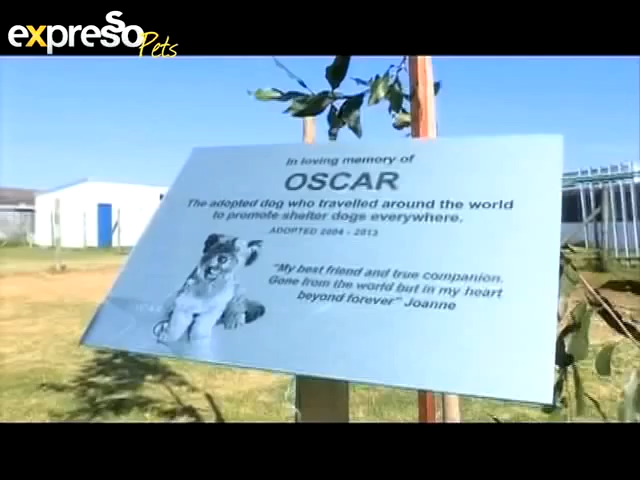 expresso
Pets
In loving memory of
OSCAR
The adopted dog who travelled around the world
to promote shelter dogs everywhere.
ADOPTED 2004 - 2013
"My best friend and true companion.
Gone from the world but in my heart
beyond forever" Joanne